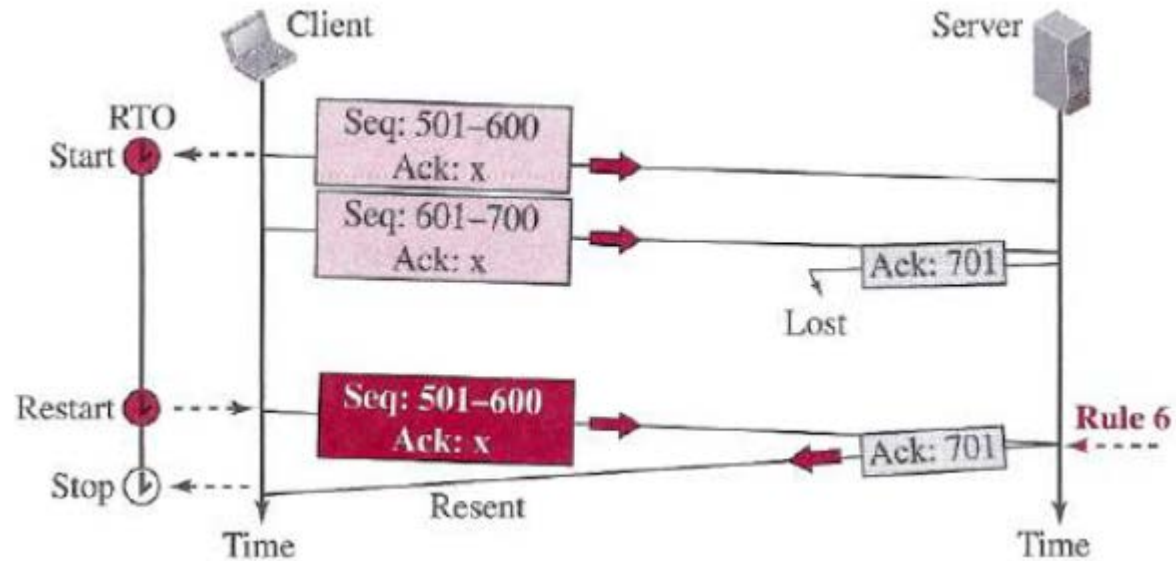 Client
Server
RTO
Start
Seq: 501–600
Ack: x
Seq: 601–700
Ack: x
Ack: 701
Lost
Restart
Seq: 501–600
Ack: x
Rule 6
Ack: 701
Stop
Resent
Time
Time